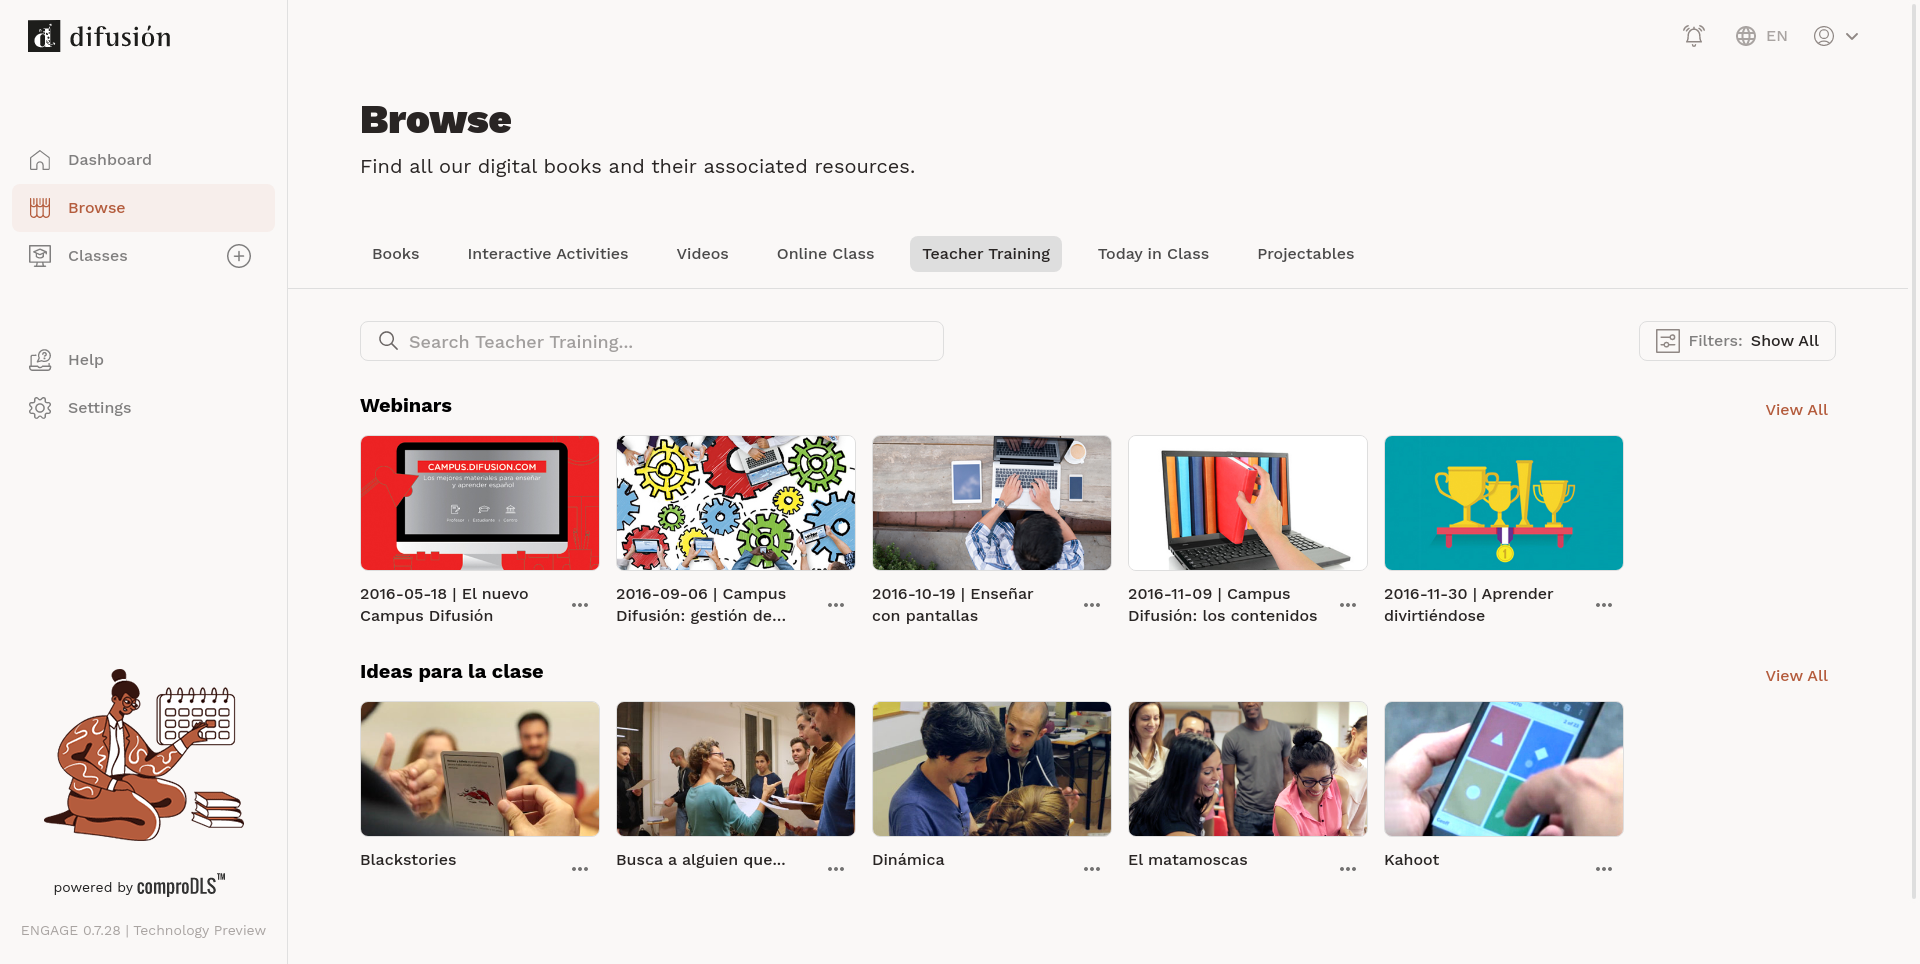 difusión
EN
Browse
Find all our digital books and their associated resources.
Dashboard
Browse
Classes
Help
Settings
Books
Interactive Activities
Videos
Online Class
Teacher Training
Today in Class
Projectables
Search Teacher Training...
Filters: Show All
Webinars
View All
CAMPUS.DIFUSION.COM
Los mejores materiales para enseñar
y aprender español
2016-05-18 | El nuevo
Campus Difusión
2016-09-06 | Campus
Difusión: gestión de...
2016-10-19 | Enseñar
con pantallas
2016-11-09 | Campus
Difusión: los contenidos
1
2016-11-30 | Aprender
divirtiéndose
Ideas para la clase
View All
Blackstories
Busca a alguien que...
Dinámica
El matamoscas
Kahoot
powered by comproDLS™
ENGAGE 0.7.28 | Technology Preview